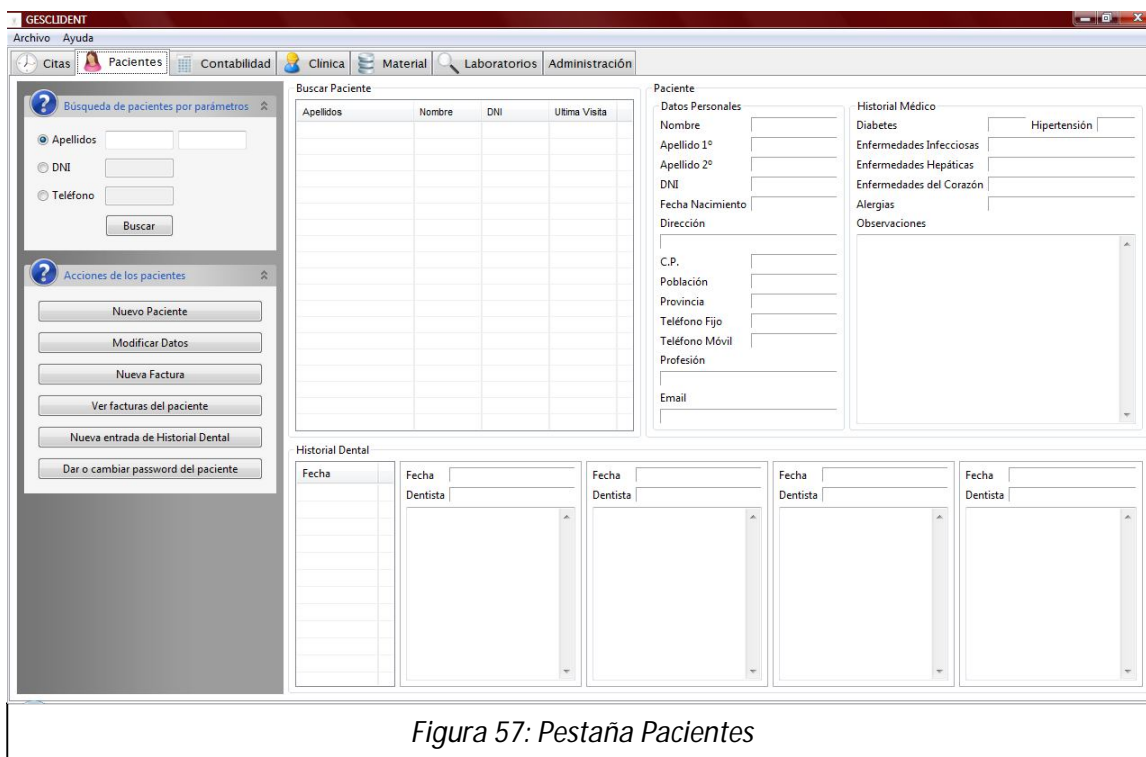 GESCLIDENT
Archivo Ayuda
Citas Pacientes Contabilidad Clínica Material Laboratorios Administración
Búsqueda de pacientes por parámetros
Apellidos
DNI
Teléfono
Buscar
Acciones de los pacientes
Nuevo Paciente
Modificar Datos
Nueva Factura
Ver facturas del paciente
Nueva entrada de Historial Dental
Dar o cambiar password del paciente
Buscar Paciente
Apellidos Nombre DNI Ultima Visita
Paciente
Datos Personales
Nombre
Apellido 1º
Apellido 2º
DNI
Fecha Nacimiento
Dirección
C.P.
Población
Provincia
Teléfono Fijo
Teléfono Móvil
Profesión
Email
Historial Médico
Diabetes Hipertensión
Enfermedades Infecciosas
Enfermedades Hepáticas
Enfermedades del Corazón
Alergias
Observaciones
Historial Dental
Fecha
Fecha
Dentista
Fecha
Dentista
Fecha
Dentista
Fecha
Dentista
Figura 57: Pestaña Pacientes